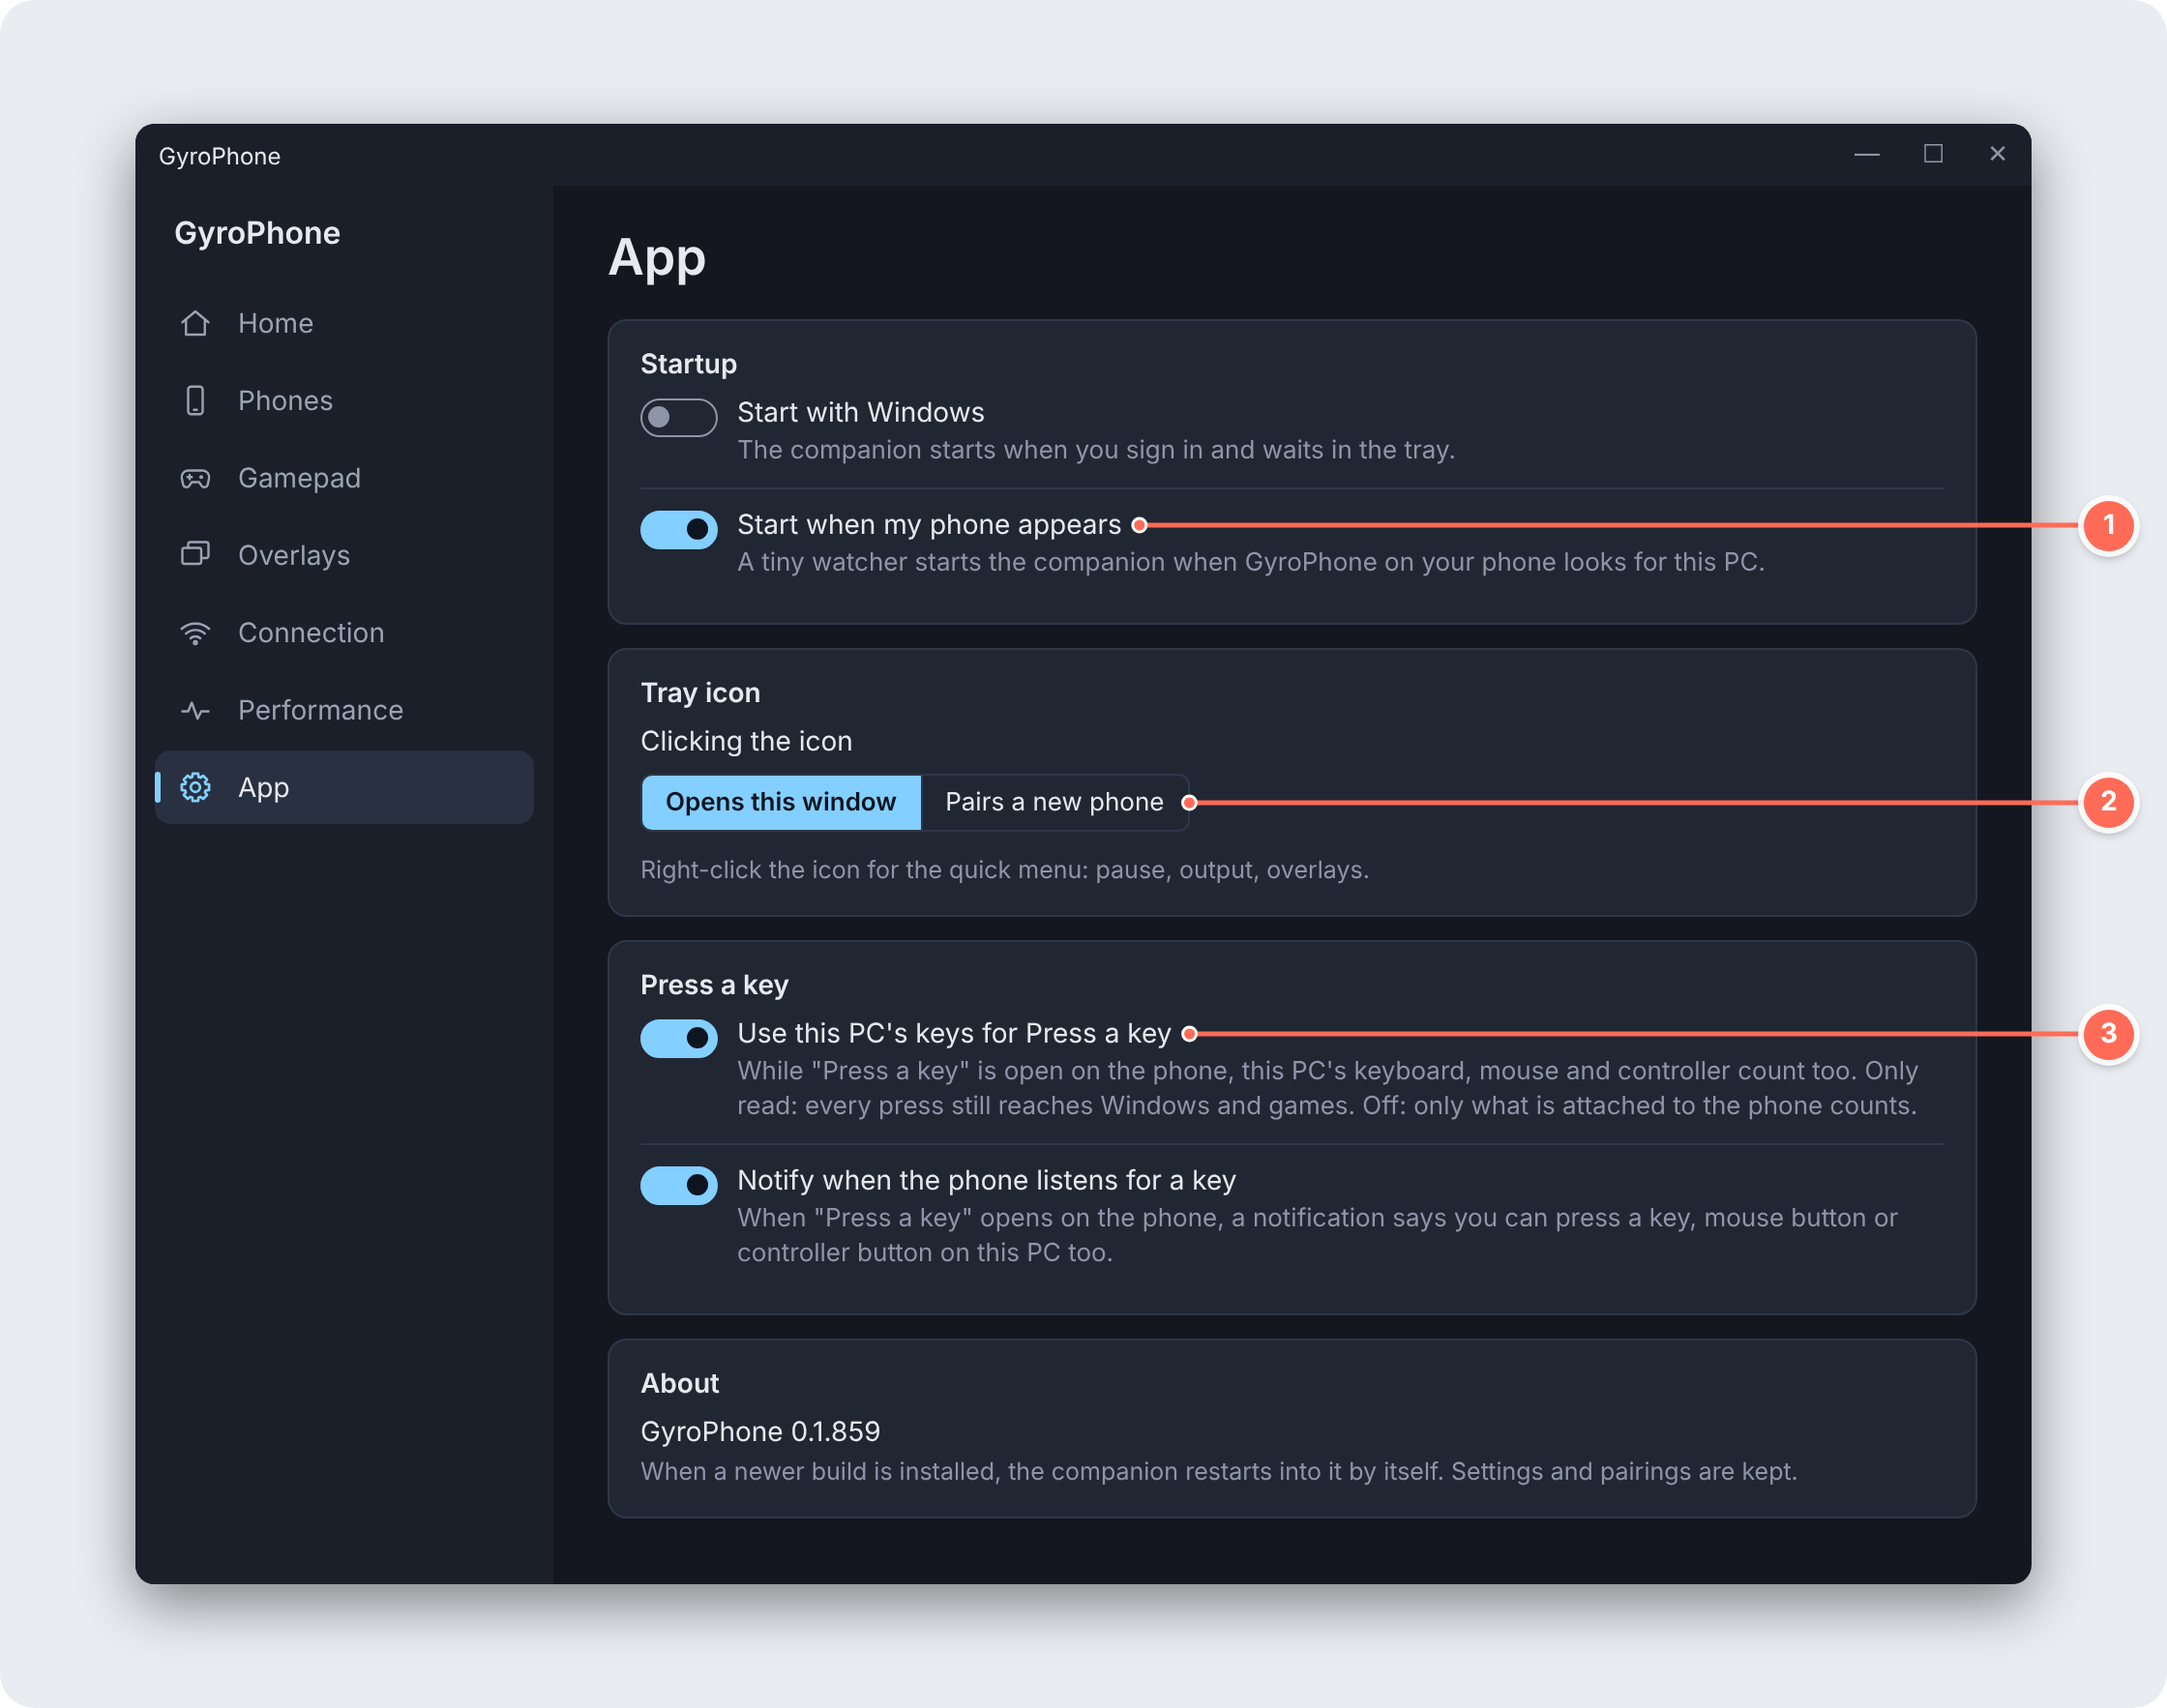 GyroPhone
GyroPhone
Home
Phones
Gamepad
Overlays
Connection
Performance
App
App
Startup
Start with Windows
The companion starts when you sign in and waits in the tray.
Start when my phone appears
1
A tiny watcher starts the companion when GyroPhone on your phone looks for this PC.
Tray icon
Clicking the icon
Opens this window Pairs a new phone
2
Right-click the icon for the quick menu: pause, output, overlays.
Press a key
Use this PC's keys for Press a key
3
While "Press a key" is open on the phone, this PC's keyboard, mouse and controller count too. Only
read: every press still reaches Windows and games. Off: only what is attached to the phone counts.
Notify when the phone listens for a key
When "Press a key" opens on the phone, a notification says you can press a key, mouse button or
controller button on this PC too.
About
GyroPhone 0.1.859
When a newer build is installed, the companion restarts into it by itself. Settings and pairings are kept.